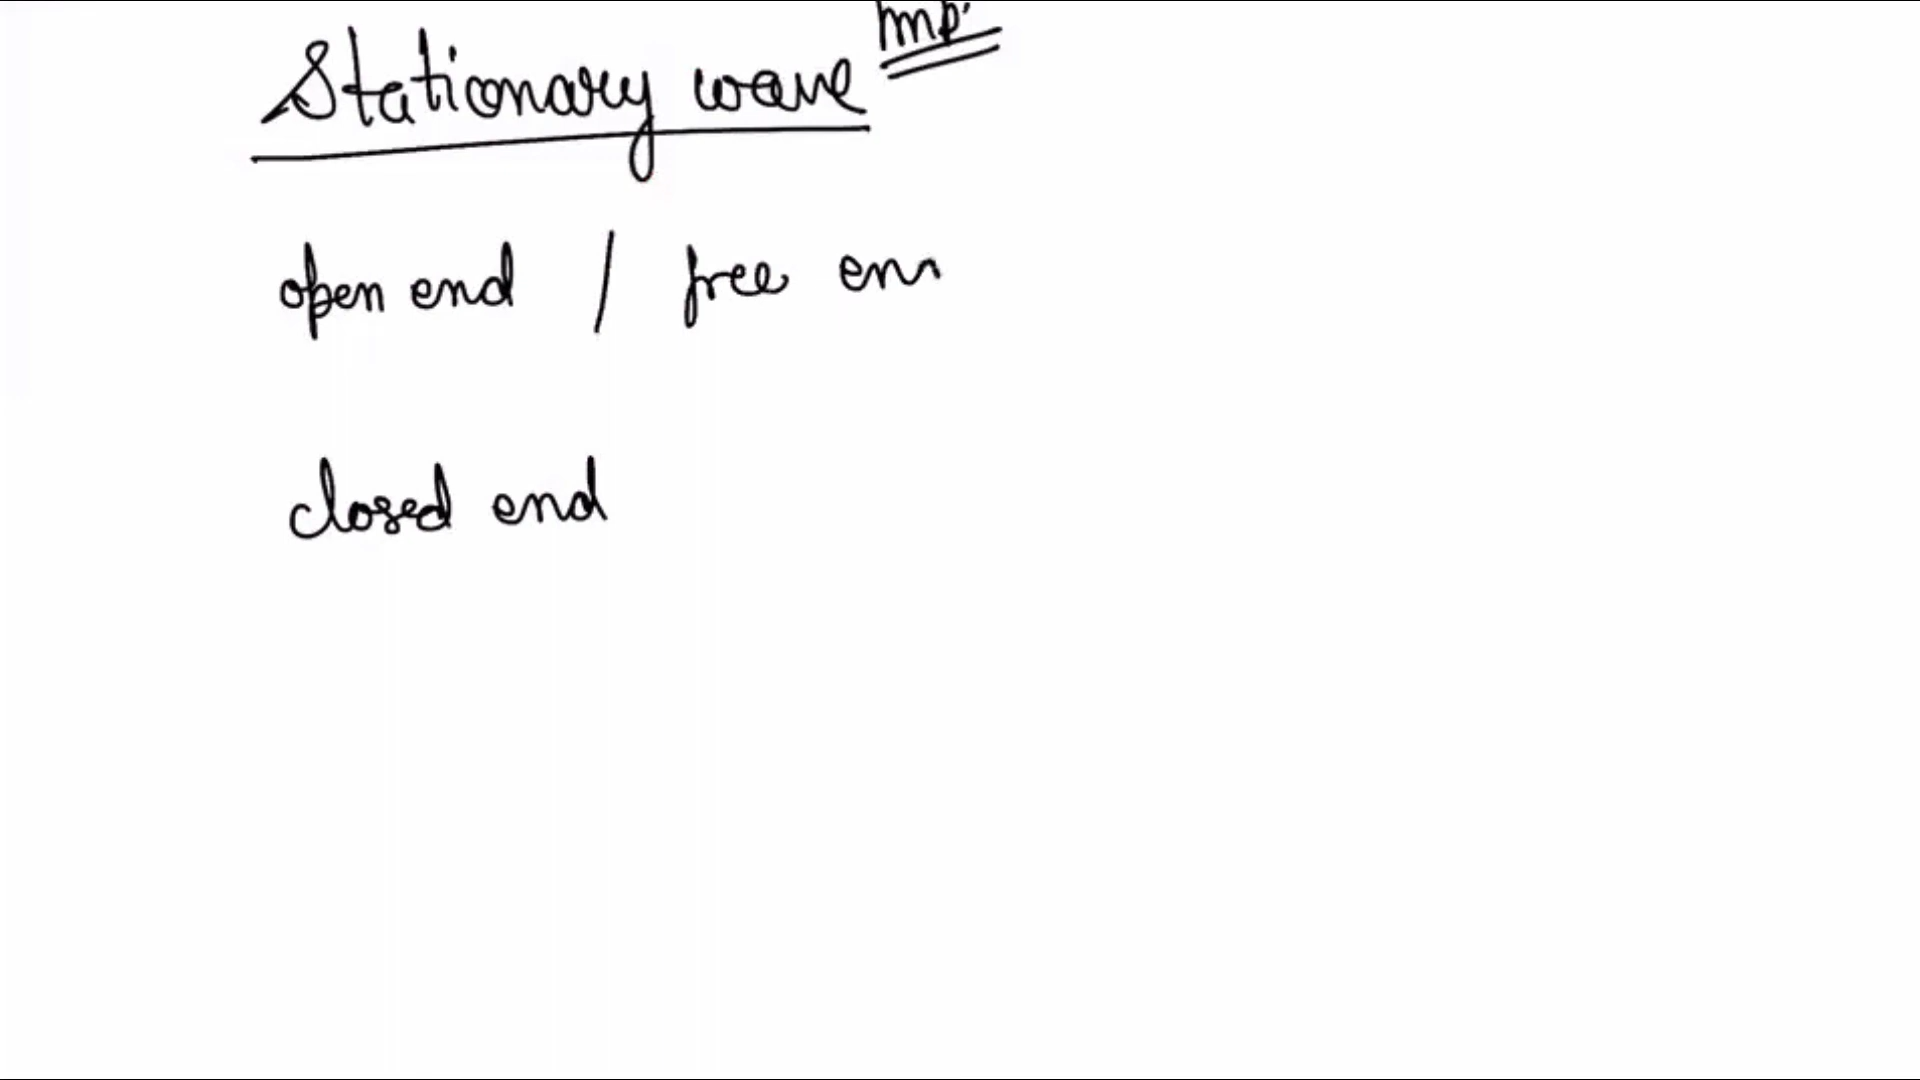 Stationary wave Imp.
open end / free en
closed end